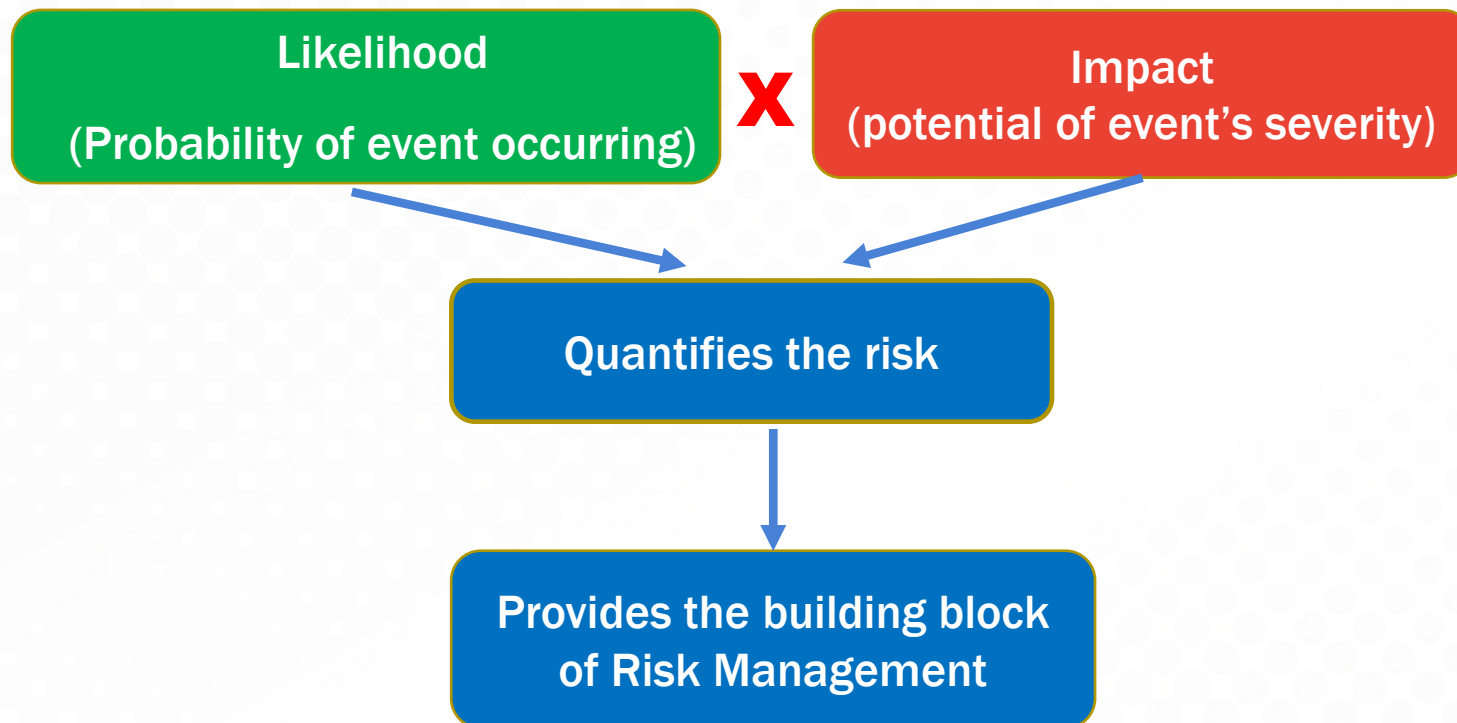 Likelihood
(Probability of event occurring)
x
Impact
(potential of event’s severity)
Quantifies the risk
Provides the building block
of Risk Management